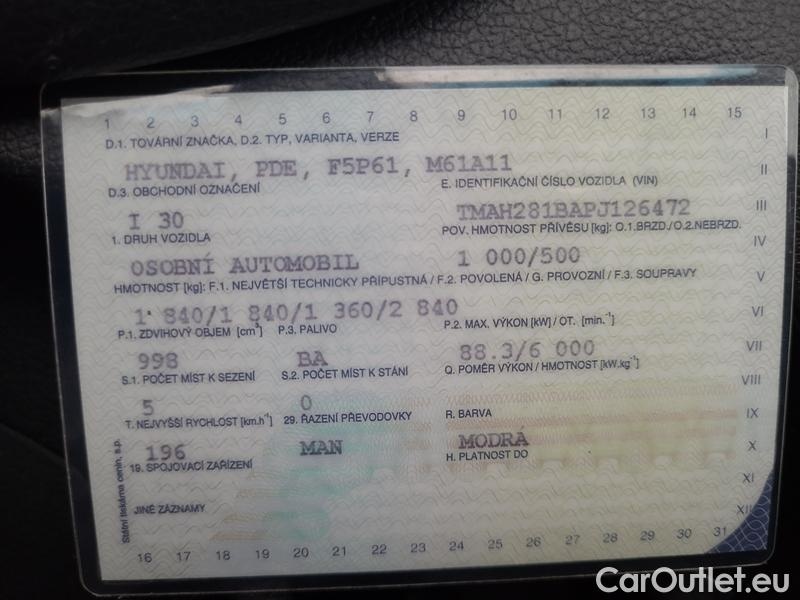 1 2 3 4 5 6 7 8 9 10 11 12 13 14 15
D.1. TOVÁRNÍ ZNAČKA, D.2. TYP, VARIANTA, VERZE I
HYUNDAI, PDE, F5P61, M61A11 II
D.3. OBCHODNÍ OZNAČENÍ E. IDENTIFIKAČNÍ ČÍSLO VOZIDLA (VIN)
I 30 TMAH281BAPJ126472 III
1. DRUH VOZIDLA POV. HMOTNOST PŘÍVĚSU [kg]: O.1.BRZD./O.2.NEBRZD.
OSOBNÍ AUTOMOBIL 1 000/500 IV
HMOTNOST [kg]: F.1. NEJVĚTŠÍ TECHNICKY PŘÍPUSTNÁ / F.2. POVOLENÁ / G. PROVOZNÍ / F.3. SOUPRAVY V
1 840/1 840/1 360/2 840 VI
P.1. ZDVIHOVÝ OBJEM [cm³] P.3. PALIVO P.2. MAX. VÝKON [kW] / OT. [min.⁻¹]
998 BA 88.3/6 000 VII
S.1. POČET MÍST K SEZENÍ S.2. POČET MÍST K STÁNÍ Q. POMĚR VÝKON / HMOTNOST [kW.kg⁻¹]
5 0 VIII
T. NEJVYŠŠÍ RYCHLOST [km.h⁻¹] 29. ŘAZENÍ PŘEVODOVKY R. BARVA IX
196 MAN MODRÁ X
19. SPOJOVACÍ ZAŘÍZENÍ H. PLATNOST DO
XI
JINÉ ZÁZNAMY XII
Státní tiskárna cenin, s.p.
16 17 18 19 20 21 22 23 24 25 26 27 28 29 30 31
CarOutlet.eu